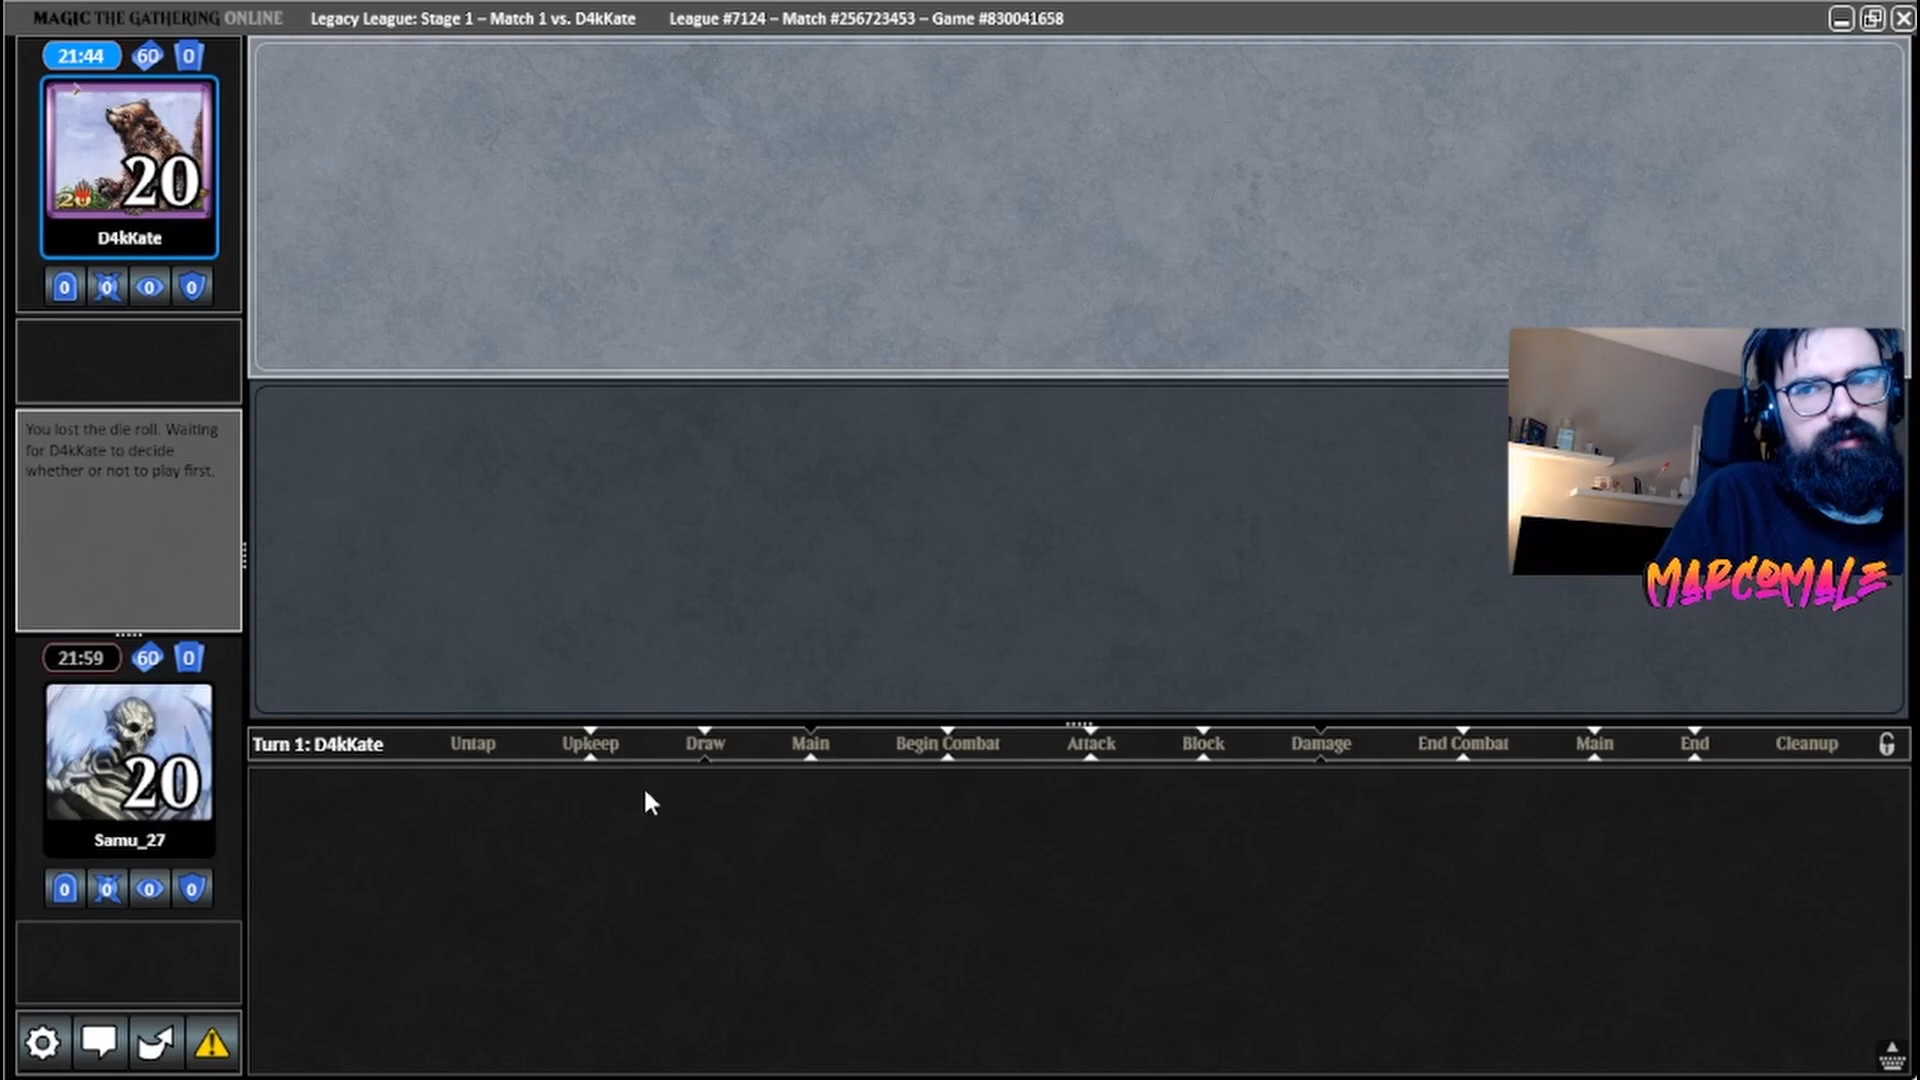 MAGIC THE GATHERING ONLINE
Legacy League: Stage 1 – Match 1 vs. D4kKate
League #7124 – Match #256723453 – Game #830041658
21:44
60
0
20
20
D4kKate
0
0
0
0
You lost the die roll. Waiting
for D4kKate to decide
whether or not to play first.
MARCOMALE
21:59
60
0
20
Samu_27
0
0
0
0
Turn 1: D4kKate
Untap
Upkeep
Draw
Main
Begin Combat
Attack
Block
Damage
End Combat
Main
End
Cleanup